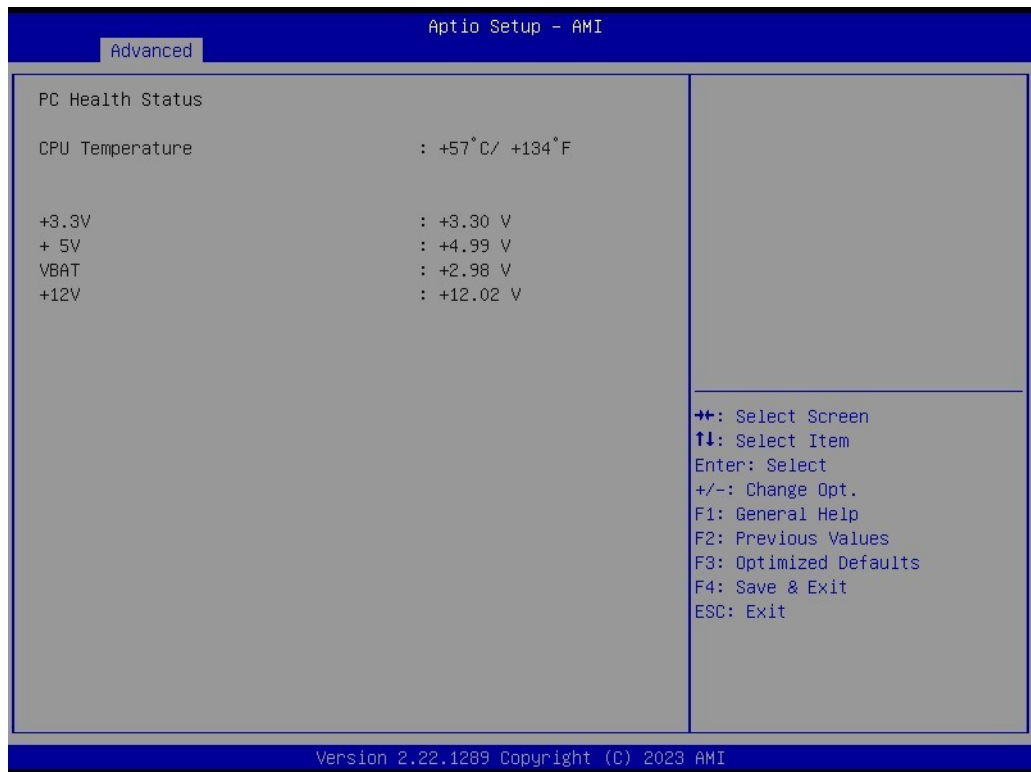 Aptio Setup – AMI
Advanced
PC Health Status
CPU Temperature : +57°C/ +134°F
+3.3V : +3.30 V
+ 5V : +4.99 V
VBAT : +2.98 V
+12V : +12.02 V
→←: Select Screen
↑↓: Select Item
Enter: Select
+/-: Change Opt.
F1: General Help
F2: Previous Values
F3: Optimized Defaults
F4: Save & Exit
ESC: Exit
Version 2.22.1289 Copyright (C) 2023 AMI